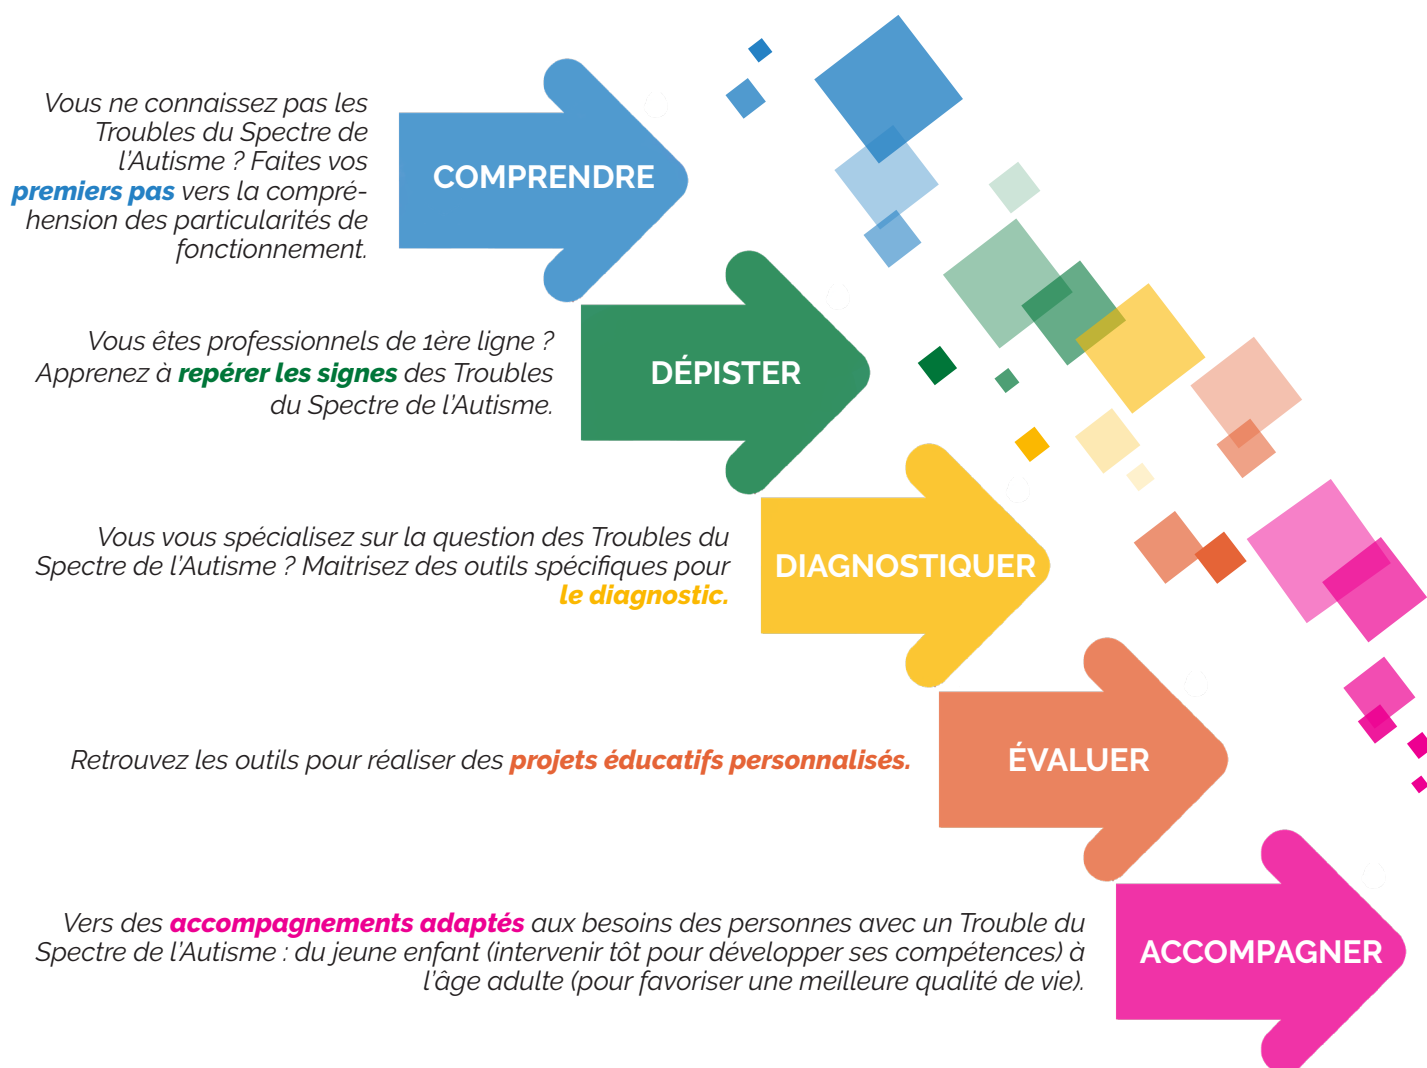 Vous ne connaissez pas les
Troubles du Spectre de
l'Autisme ? Faites vos
premiers pas vers la compré-
hension des particularités de
fonctionnement.
COMPRENDRE
Vous êtes professionnels de 1ère ligne ?
Apprenez à repérer les signes des Troubles
du Spectre de l'Autisme.
DÉPISTER
Vous vous spécialisez sur la question des Troubles du
Spectre de l'Autisme ? Maitrisez des outils spécifiques pour
le diagnostic.
DIAGNOSTIQUER
Retrouvez les outils pour réaliser des projets éducatifs personnalisés.
ÉVALUER
Vers des accompagnements adaptés aux besoins des personnes avec un Trouble du
Spectre de l'Autisme : du jeune enfant (intervenir tôt pour développer ses compétences) à
l'âge adulte (pour favoriser une meilleure qualité de vie).
ACCOMPAGNER